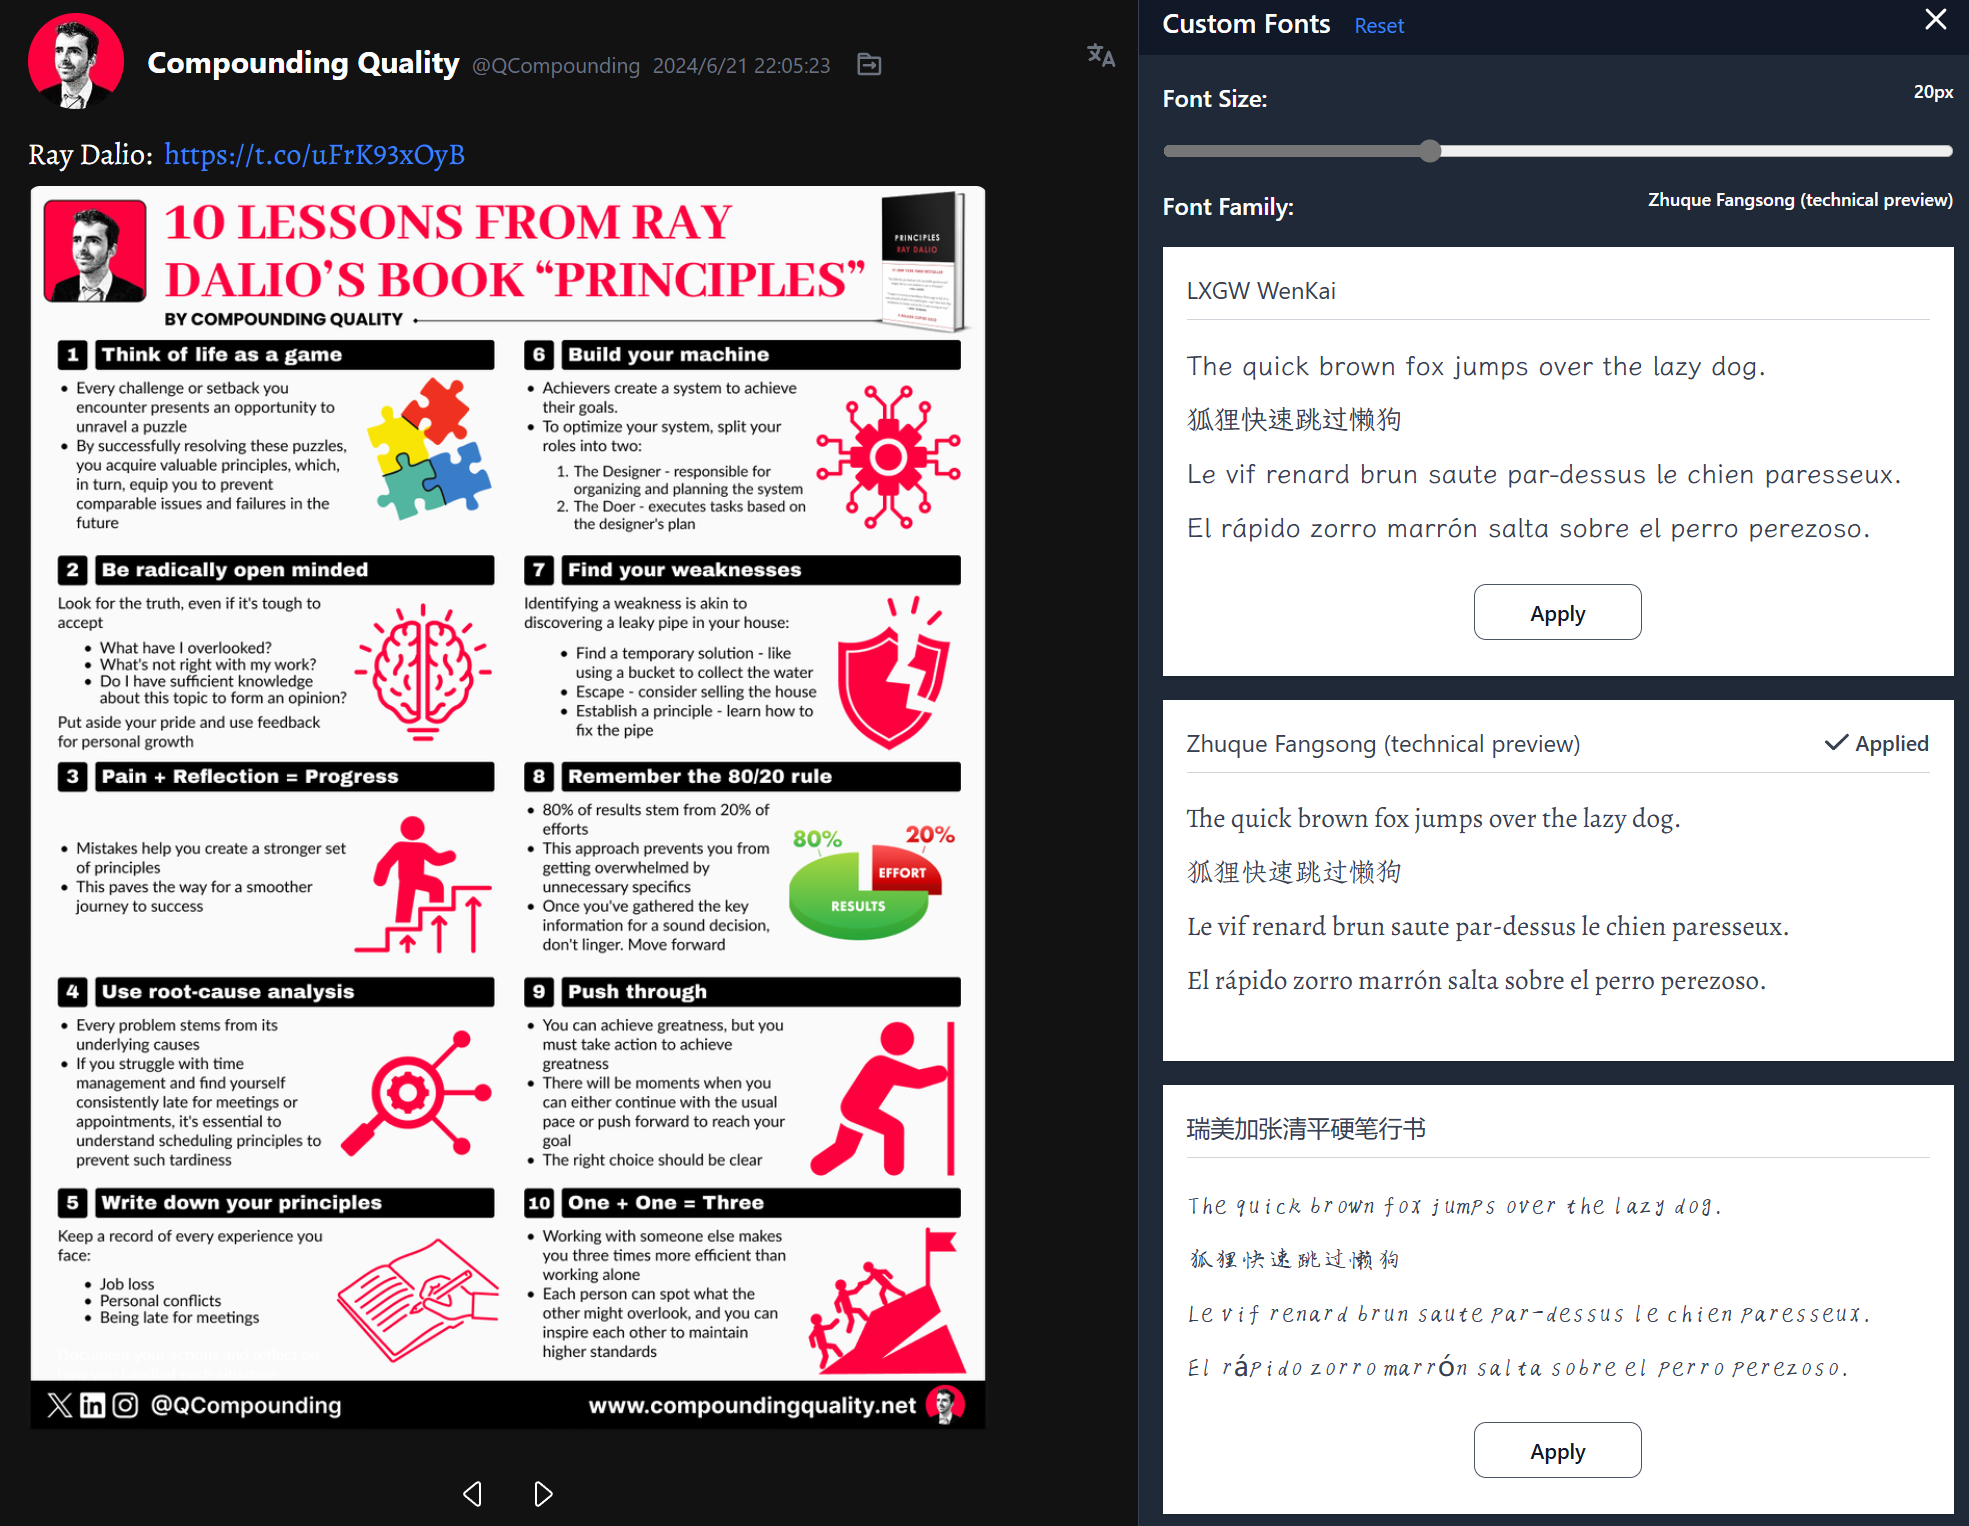 Compounding Quality @QCompounding 2024/6/21 22:05:23
Ray Dalio: https://t.co/uFrK93xOyB
10 LESSONS FROM RAY
DALIO'S BOOK “PRINCIPLES”
BY COMPOUNDING QUALITY
PRINCIPLES
RAY DALIO
1 Think of life as a game
• Every challenge or setback you
encounter presents an opportunity to
unravel a puzzle
• By successfully resolving these puzzles,
you acquire valuable principles, which,
in turn, equip you to prevent
comparable issues and failures in the
future
2 Be radically open minded
Look for the truth, even if it's tough to
accept
• What have I overlooked?
• What's not right with my work?
• Do I have sufficient knowledge
about this topic to form an opinion?
Put aside your pride and use feedback
for personal growth
3 Pain + Reflection = Progress
• Mistakes help you create a stronger set
of principles
• This paves the way for a smoother
journey to success
4 Use root-cause analysis
• Every problem stems from its
underlying causes
• If you struggle with time
management and find yourself
consistently late for meetings or
appointments, it's essential to
understand scheduling principles to
prevent such tardiness
5 Write down your principles
Keep a record of every experience you
face:
• Job loss
• Personal conflicts
• Being late for meetings
6 Build your machine
• Achievers create a system to achieve
their goals.
• To optimize your system, split your
roles into two:
1. The Designer - responsible for
organizing and planning the system
2. The Doer - executes tasks based on
the designer's plan
7 Find your weaknesses
Identifying a weakness is akin to
discovering a leaky pipe in your house:
• Find a temporary solution - like
using a bucket to collect the water
• Escape - consider selling the house
• Establish a principle - learn how to
fix the pipe
8 Remember the 80/20 rule
• 80% of results stem from 20% of
efforts
• This approach prevents you from
getting overwhelmed by
unnecessary specifics
• Once you've gathered the key
information for a sound decision,
don't linger. Move forward
80%
20%
EFFORT
RESULTS
9 Push through
• You can achieve greatness, but you
must take action to achieve
greatness
• There will be moments when you
can either continue with the usual
pace or push forward to reach your
goal
• The right choice should be clear
10 One + One = Three
• Working with someone else makes
you three times more efficient than
working alone
• Each person can spot what the
other might overlook, and you can
inspire each other to maintain
higher standards
@QCompounding
www.compoundingquality.net
Custom Fonts Reset
Font Size: 20px
Font Family: Zhuque Fangsong (technical preview)
LXGW WenKai
The quick brown fox jumps over the lazy dog.
狐狸快速跳过懒狗
Le vif renard brun saute par-dessus le chien paresseux.
El rápido zorro marrón salta sobre el perro perezoso.
Apply
Zhuque Fangsong (technical preview) Applied
The quick brown fox jumps over the lazy dog.
狐狸快速跳过懒狗
Le vif renard brun saute par-dessus le chien paresseux.
El rápido zorro marrón salta sobre el perro perezoso.
瑞美加张清平硬笔行书
The quick brown fox jumps over the lazy dog.
狐狸快速跳过懒狗
Le vif renard brun saute par-dessus le chien paresseux.
El rápido zorro marrón salta sobre el perro perezoso.
Apply